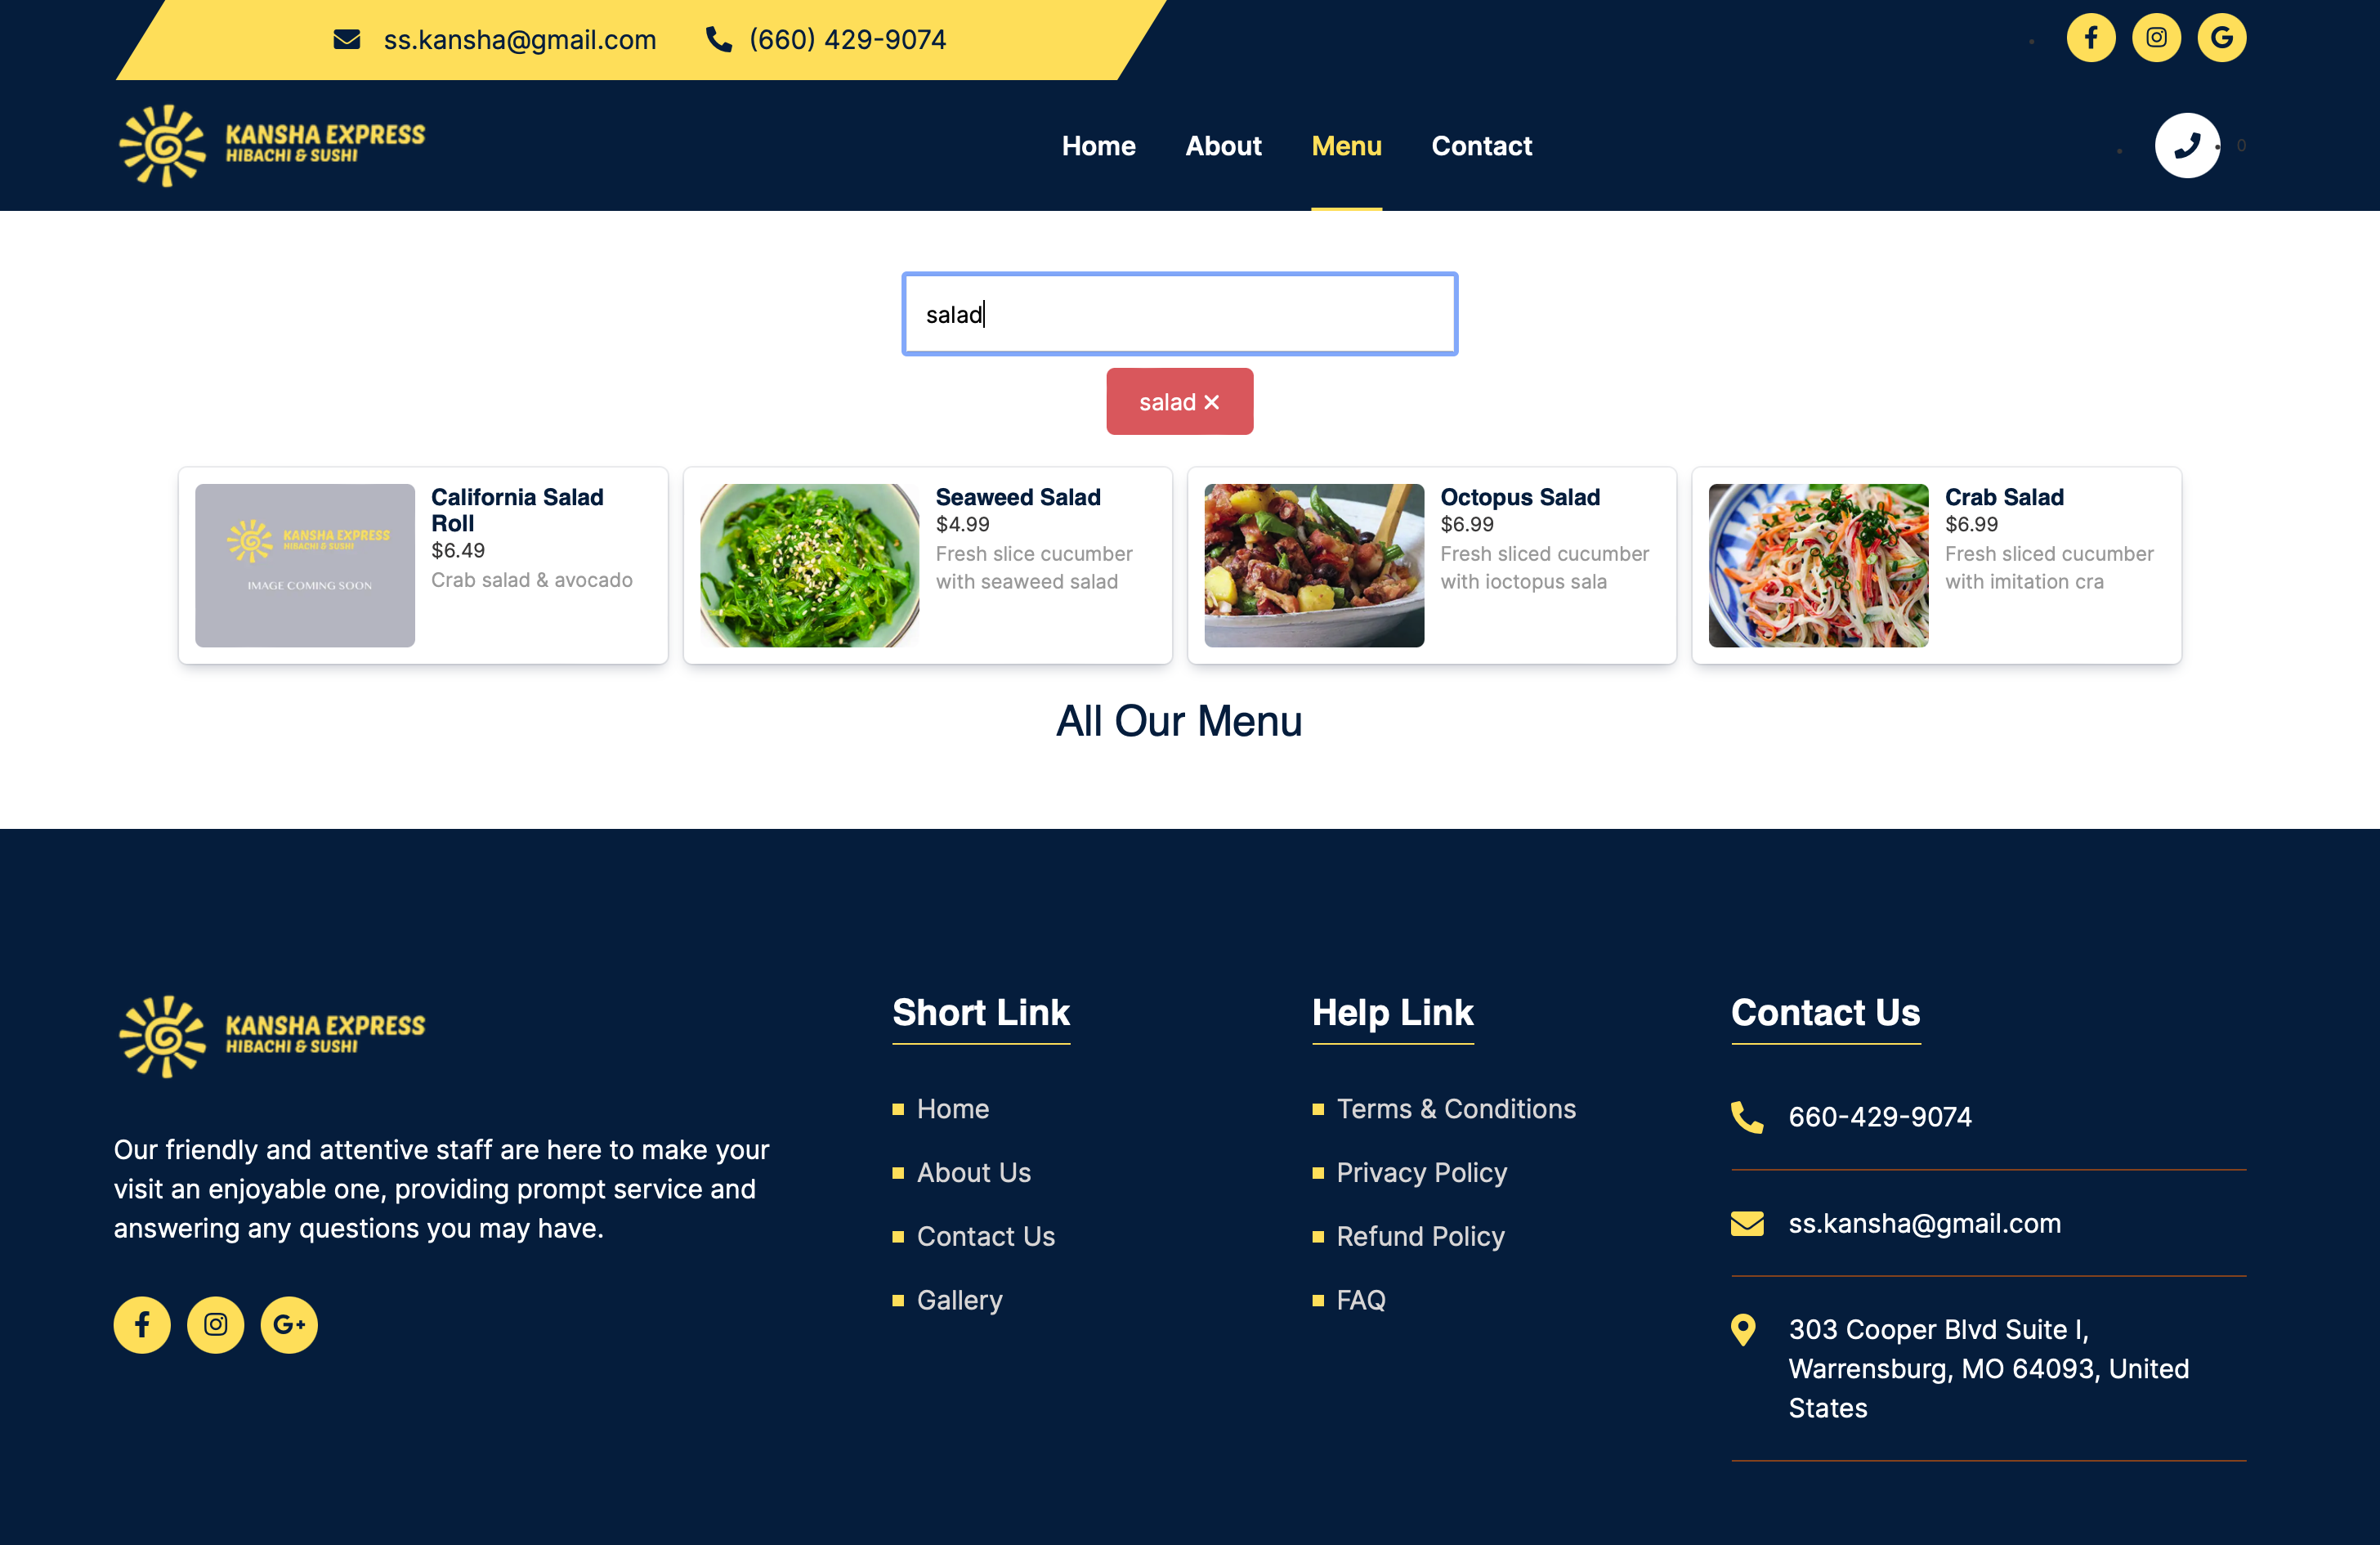 ss.kansha@gmail.com
(660) 429-9074
KANSHA EXPRESS
HIBACHI & SUSHI
Home
About
Menu
Contact
0
salad
salad ×
California Salad
Roll
$6.49
Crab salad & avocado
KANSHA EXPRESS
HIBACHI & SUSHI
IMAGE COMING SOON
Seaweed Salad
$4.99
Fresh slice cucumber
with seaweed salad
Octopus Salad
$6.99
Fresh sliced cucumber
with ioctopus sala
Crab Salad
$6.99
Fresh sliced cucumber
with imitation cra
All Our Menu
KANSHA EXPRESS
HIBACHI & SUSHI
Our friendly and attentive staff are here to make your
visit an enjoyable one, providing prompt service and
answering any questions you may have.
Short Link
Home
About Us
Contact Us
Gallery
Help Link
Terms & Conditions
Privacy Policy
Refund Policy
FAQ
Contact Us
660-429-9074
ss.kansha@gmail.com
303 Cooper Blvd Suite I,
Warrensburg, MO 64093, United
States